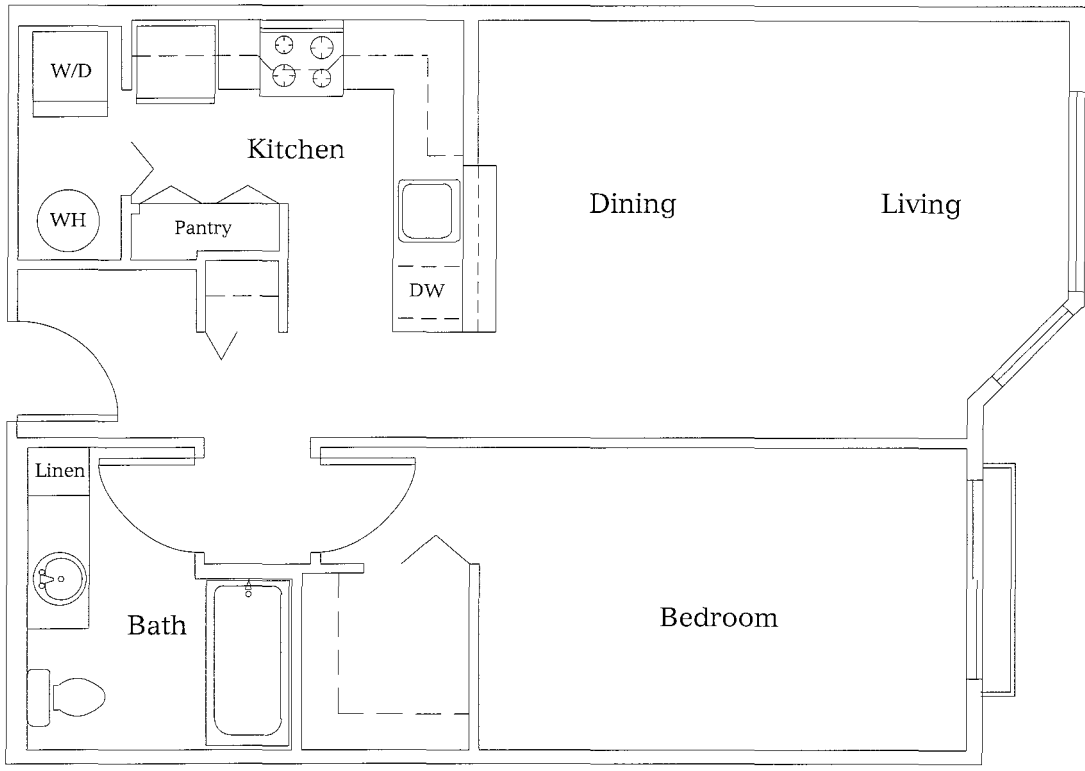 W/D
Kitchen
Dining
Living
WH
Pantry
DW
Linen
Bath
Bedroom